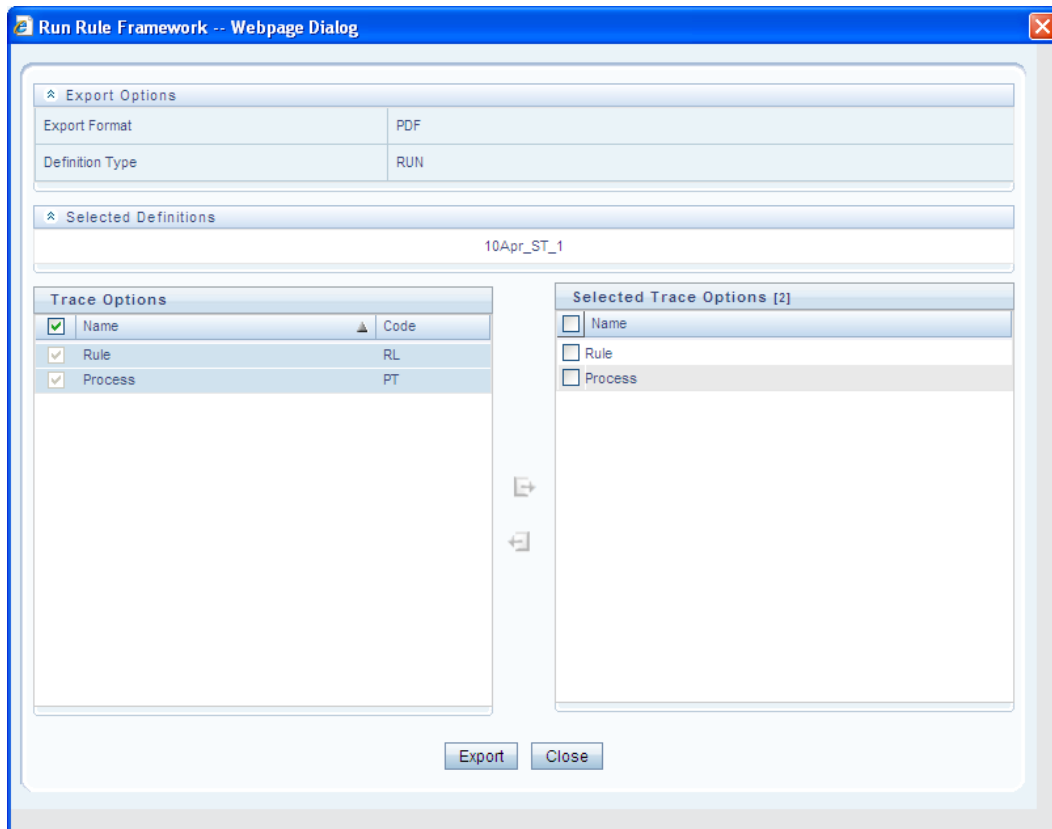 Run Rule Framework -- Webpage Dialog
Export Options
Export Format PDF
Definition Type RUN
Selected Definitions
10Apr_ST_1
Trace Options
Name Code
Rule RL
Process PT
Selected Trace Options [2]
Name
Rule
Process
Export Close